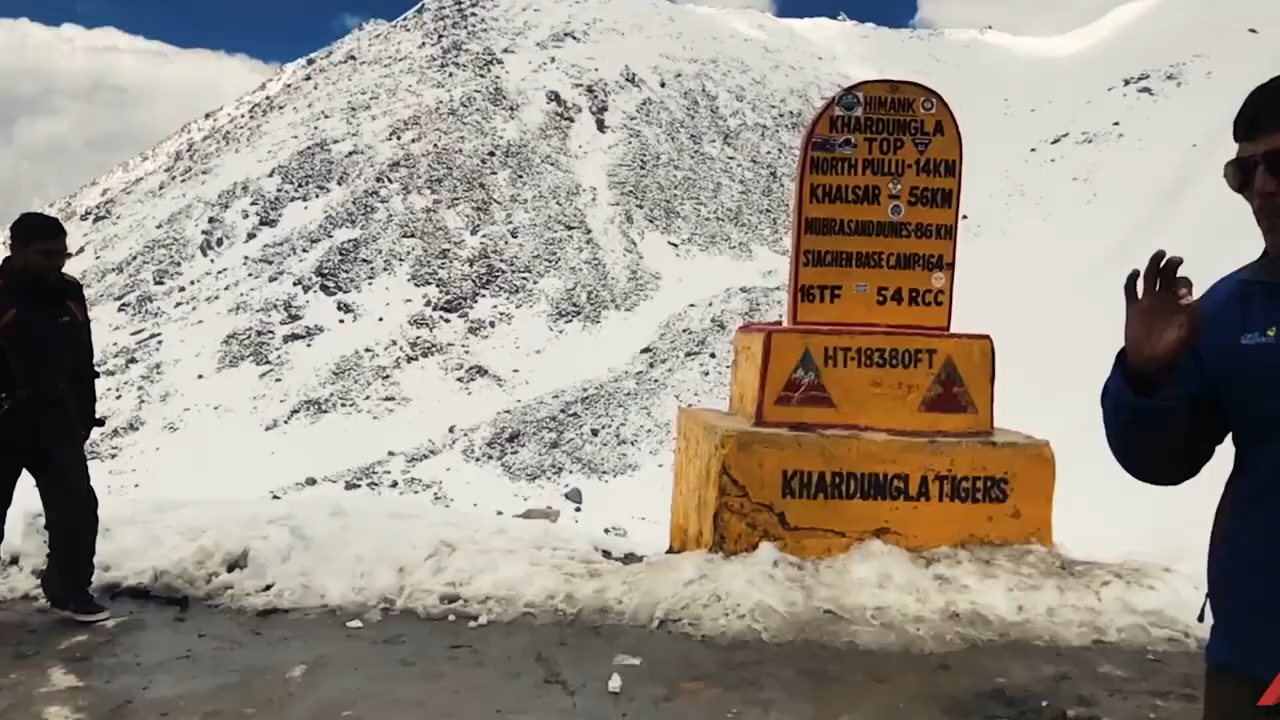 HIMANK
KHARDUNGLA
TOP
NORTH PULLU-14KM
KHALSAR 56KM
NUBRA SAND DUNES-86 KM
SIACHEN BASE CAMP-164
16TF 54 RCC
HT-18380FT
KHARDUNGLA TIGERS